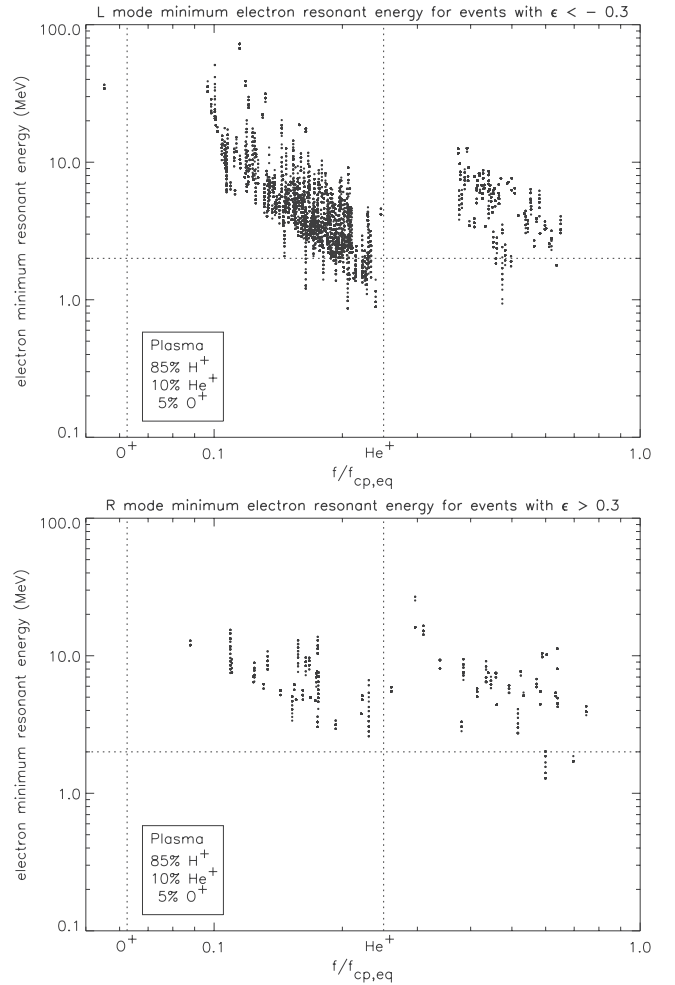 L mode minimum electron resonant energy for events with ϵ < − 0.3
100.0
10.0
1.0
0.1
electron minimum resonant energy (MeV)
Plasma
85% H⁺
10% He⁺
5% O⁺
O⁺ 0.1 He⁺ 1.0
f/f_cp,eq
R mode minimum electron resonant energy for events with ϵ > 0.3
100.0
10.0
1.0
0.1
electron minimum resonant energy (MeV)
Plasma
85% H⁺
10% He⁺
5% O⁺
O⁺ 0.1 He⁺ 1.0
f/f_cp,eq